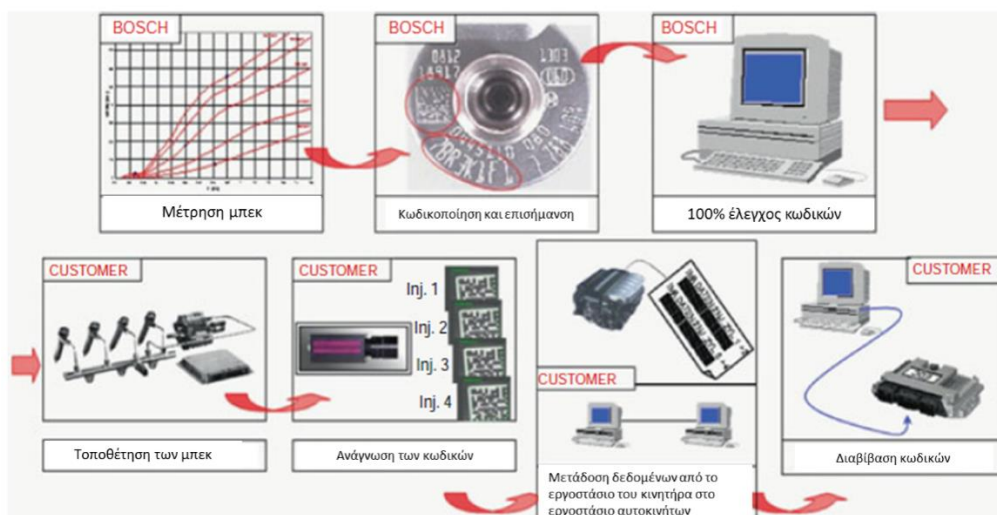 BOSCH
Μέτρηση μπεκ
BOSCH
Κωδικοποίηση και επισήμανση
BOSCH
100% έλεγχος κωδικών
CUSTOMER
Τοποθέτηση των μπεκ
CUSTOMER
Inj. 1
Inj. 2
Inj. 3
Inj. 4
Ανάγνωση των κωδικών
CUSTOMER
Μετάδοση δεδομένων από το
εργοστάσιο του κινητήρα στο
εργοστάσιο αυτοκινήτων
CUSTOMER
Διαβίβαση κωδικών